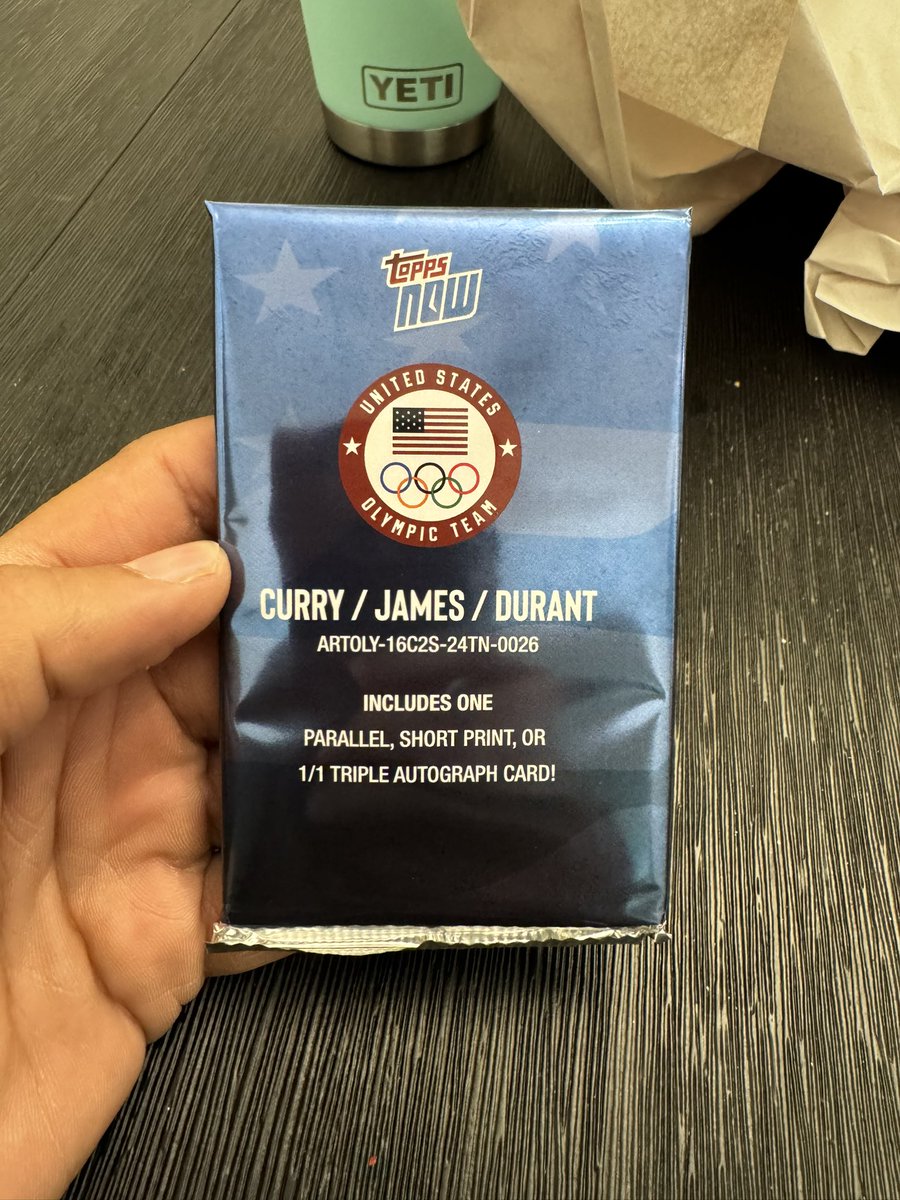 YETI
topps
now
UNITED STATES
OLYMPIC TEAM
CURRY / JAMES / DURANT
ARTOLY-16C2S-24TN-0026
INCLUDES ONE
PARALLEL, SHORT PRINT, OR
1/1 TRIPLE AUTOGRAPH CARD!